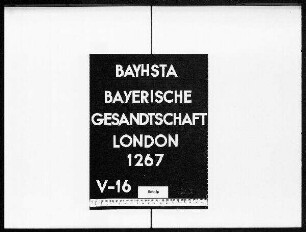 BAYHSTA
BAYERISCHE
GESANDTSCHAFT
LONDON
1267
V-16